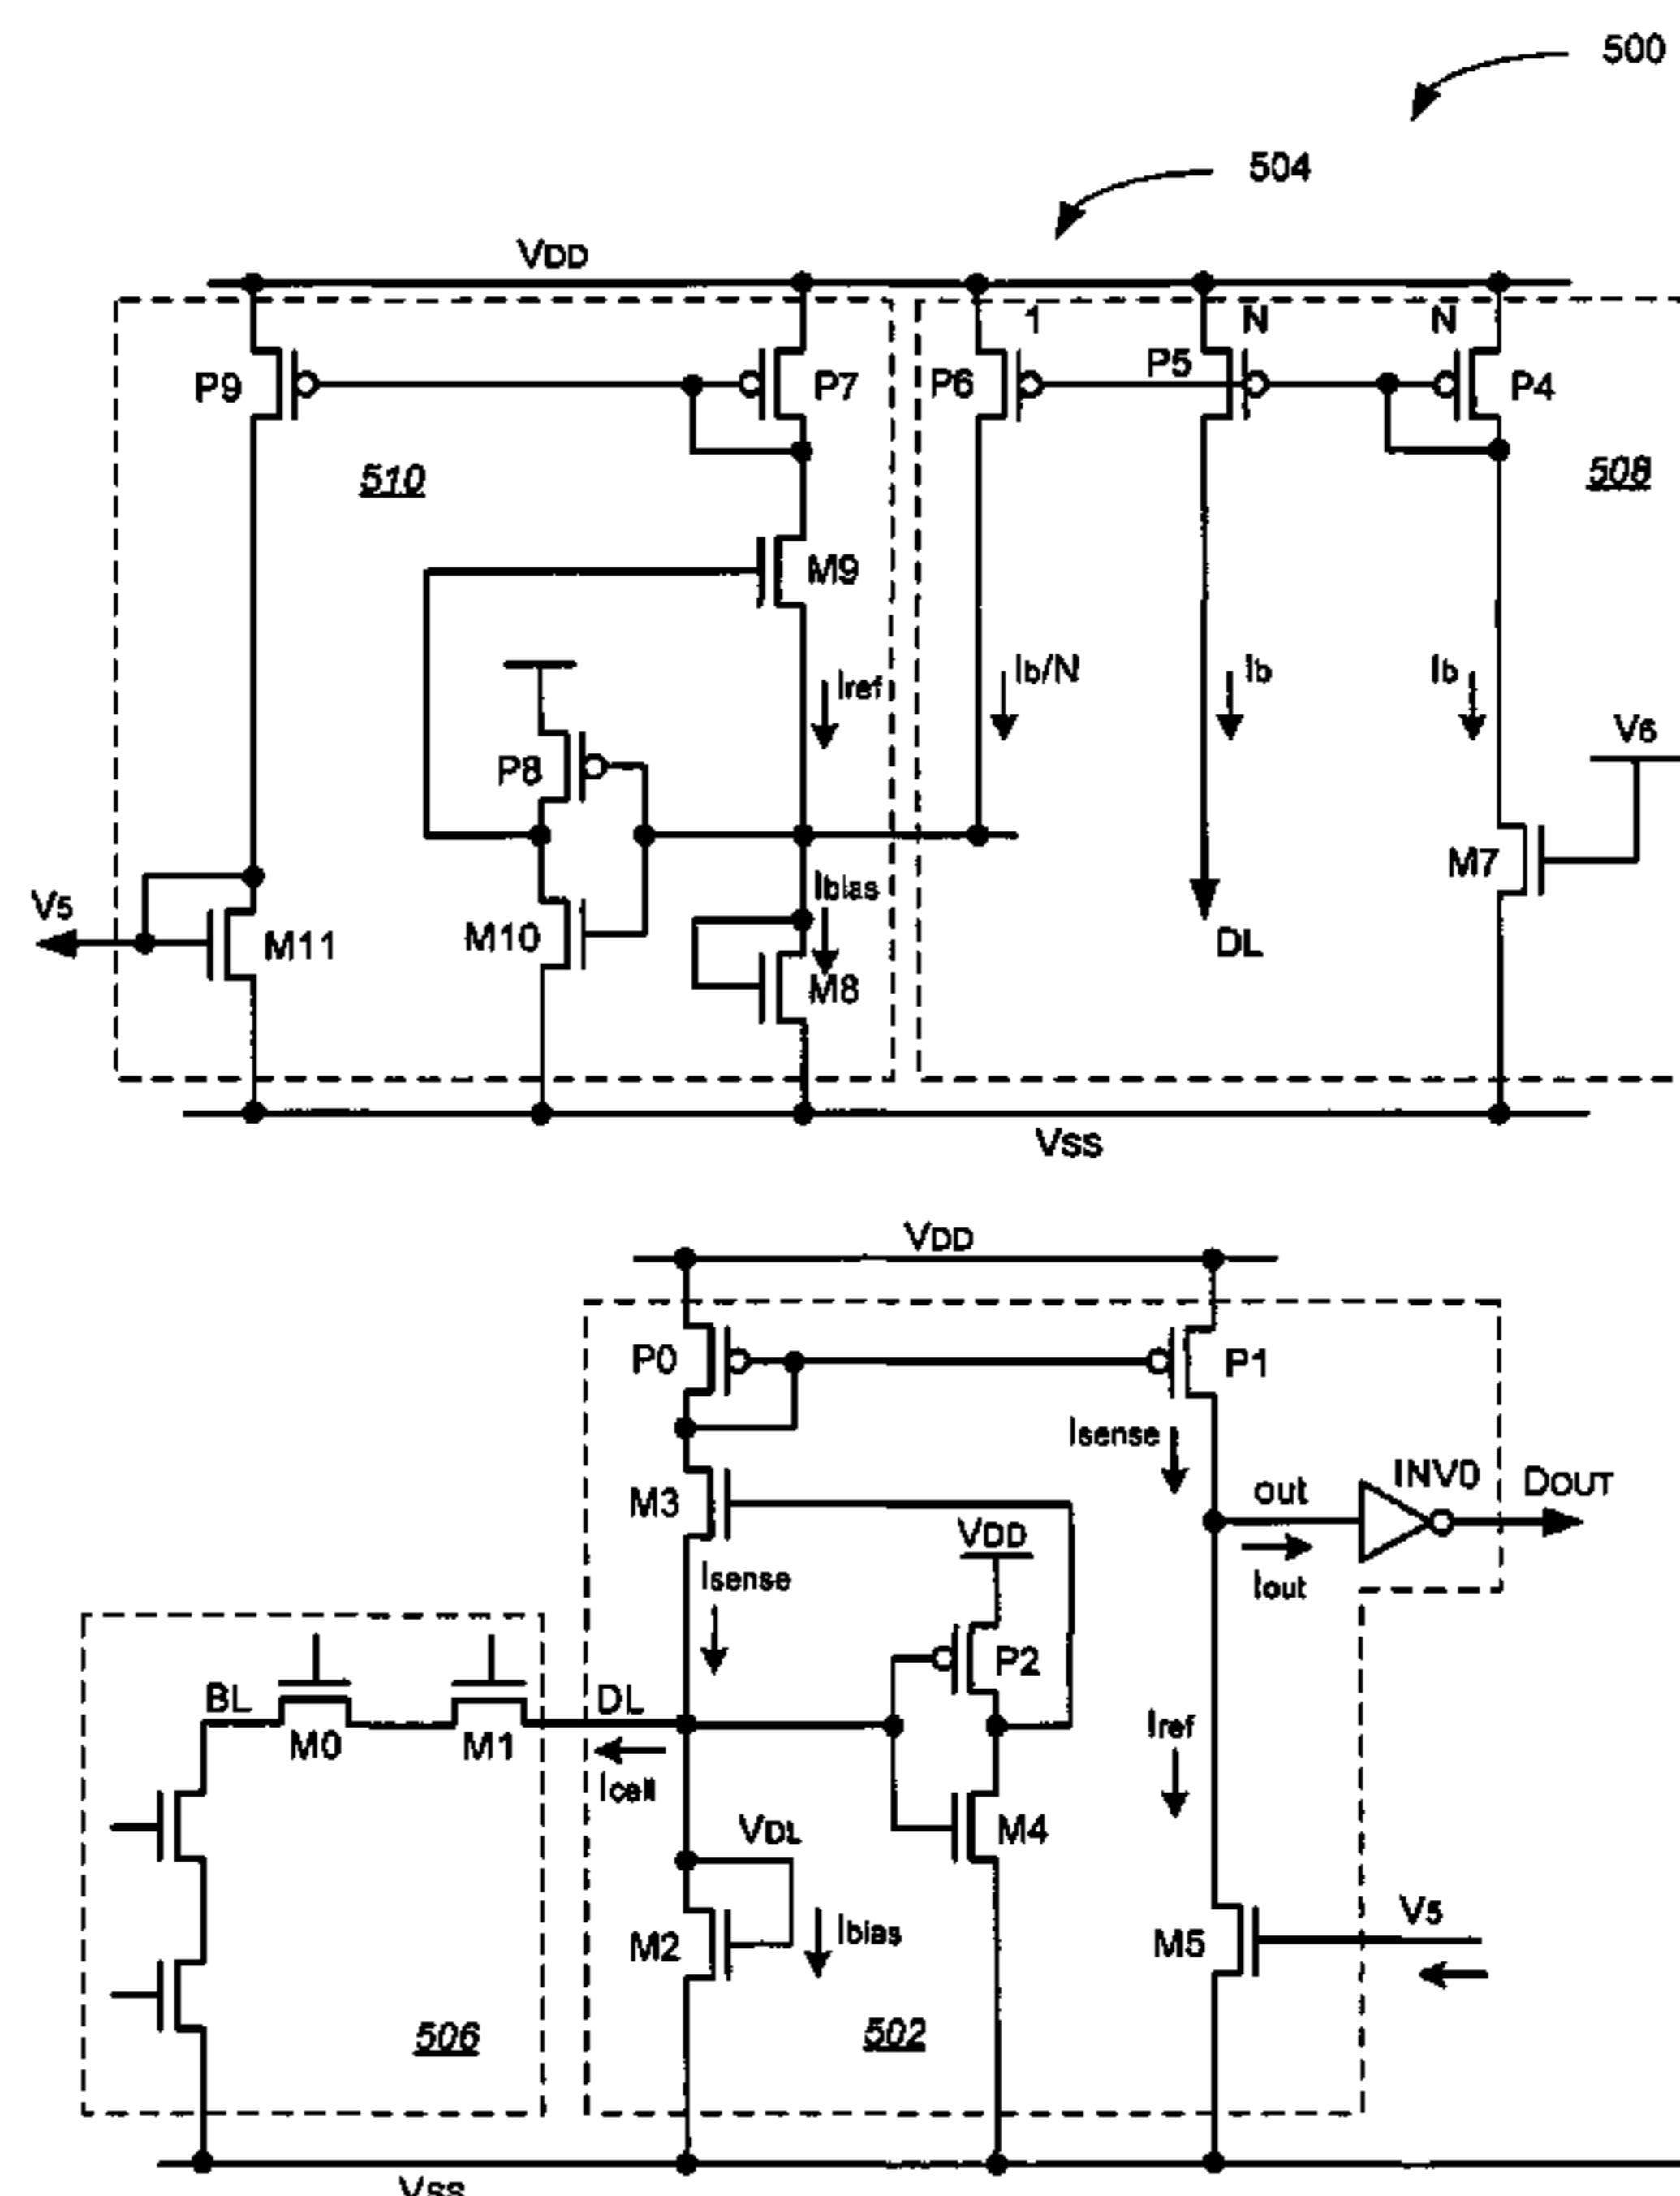 500
504
VDD
1
N
N
P9
P7
P6
P5
P4
510
508
M9
Iref
Ib/N
Ib
Ib
V6
P8
M7
V5
Ibias
M11
M10
M8
DL
VSS
VDD
P0
P1
Isense
INV0
M3
out
DOUT
VDD
Iout
Isense
P2
BL
DL
M0
M1
Iref
Icell
VDL
M4
V5
M2
Ibias
M5
506
502
VSS